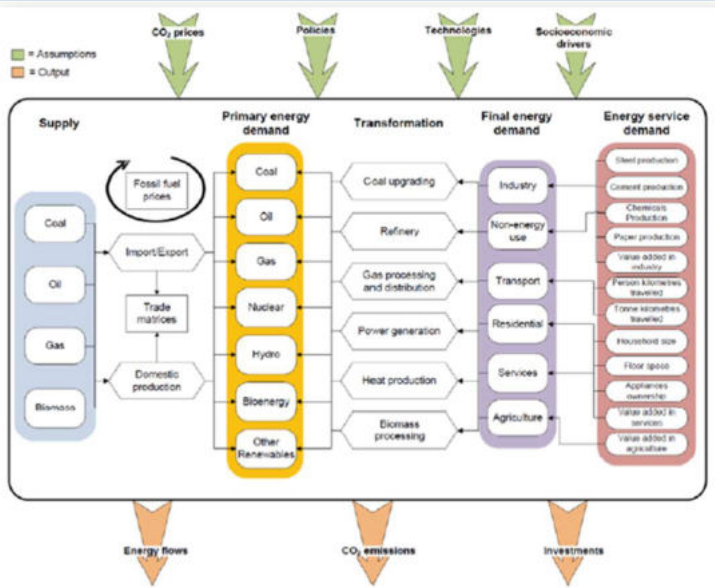 CO₂ prices
Policies
Technologies
Socioeconomic
drivers
= Assumptions
= Output
Supply
Primary energy
demand
Transformation
Final energy
demand
Energy service
demand
Coal
Oil
Gas
Biomass
Fossil fuel
prices
Import/Export
Trade
matrices
Domestic
production
Coal
Oil
Gas
Nuclear
Hydro
Bioenergy
Other
Renewables
Coal upgrading
Refinery
Gas processing
and distribution
Power generation
Heat production
Biomass
processing
Industry
Non-energy
use
Transport
Residential
Services
Agriculture
Steel production
Cement production
Chemicals
Production
Paper production
Value added in
industry
Person kilometres
travelled
Tonne kilometres
travelled
Household size
Floor space
Appliances
ownership
Value added in
services
Value added in
agriculture
Energy flows
CO₂ emissions
Investments